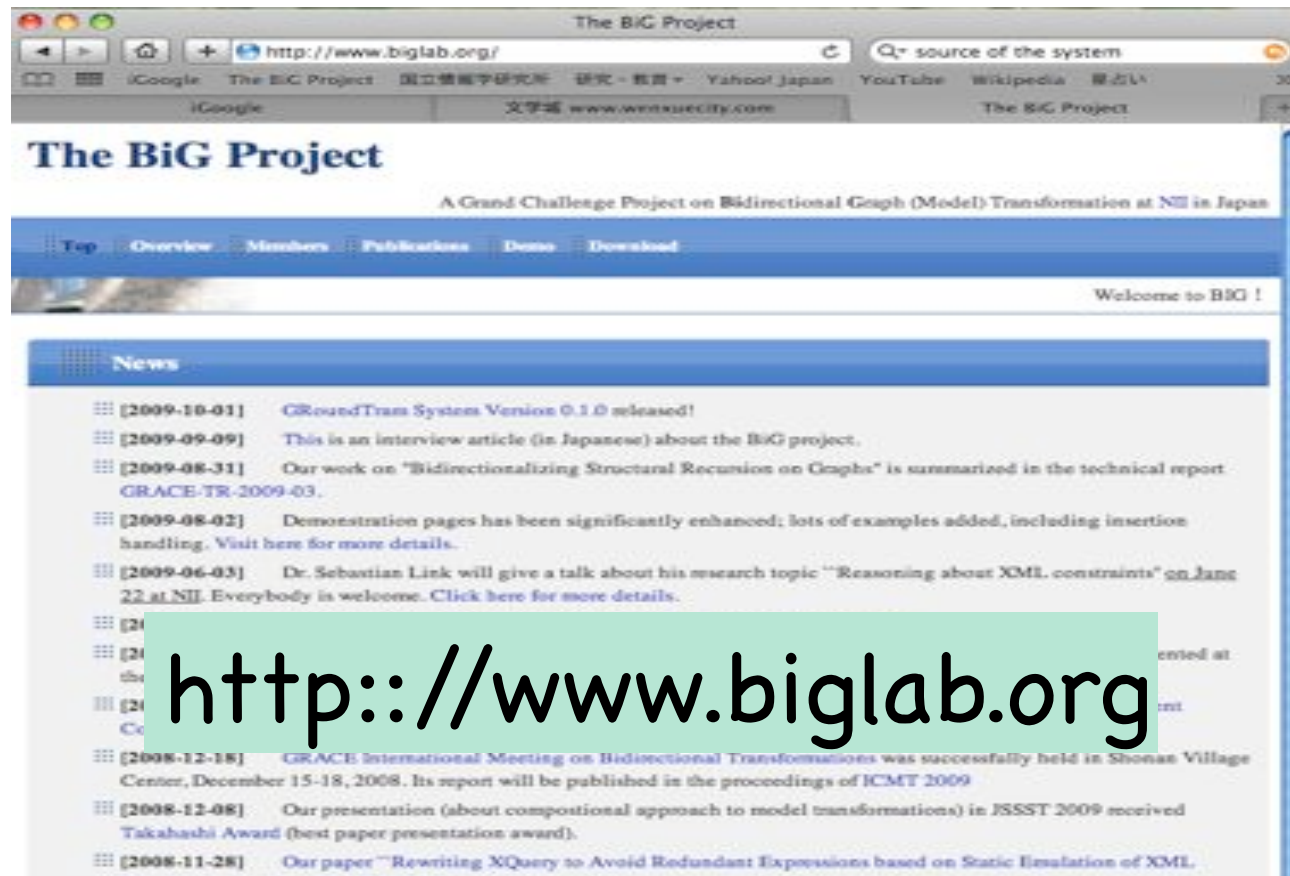 The BiG Project
http://www.biglab.org/
source of the system
iGoogle The BiG Project 国立情報学研究所 研究・教育 Yahoo! Japan YouTube Wikipedia 星占い
iGoogle 文学城 www.wenxuecity.com The BiG Project
The BiG Project
A Grand Challenge Project on Bidirectional Graph (Model) Transformation at NII in Japan
Top Overview Members Publications Demo Download
Welcome to BIG !
News
[2009-10-01] GRoundTram System Version 0.1.0 released!
[2009-09-09] This is an interview article (in Japanese) about the BiG project.
[2009-08-31] Our work on "Bidirectionalizing Structural Recursion on Graphs" is summarized in the technical report
GRACE-TR-2009-03.
[2009-08-02] Demonstration pages has been significantly enhanced; lots of examples added, including insertion
handling. Visit here for more details.
[2009-06-03] Dr. Sebastian Link will give a talk about his research topic ``Reasoning about XML constraints" on June
22 at NII. Everybody is welcome. Click here for more details.
http:://www.biglab.org
[2008-12-18] GRACE International Meeting on Bidirectional Transformations was successfully held in Shonan Village
Center, December 15-18, 2008. Its report will be published in the proceedings of ICMT 2009
[2008-12-08] Our presentation (about compostional approach to model transformations) in JSSST 2009 received
Takahashi Award (best paper presentation award).
[2008-11-28] Our paper ``Rewriting XQuery to Avoid Redundant Expressions based on Static Emulation of XML